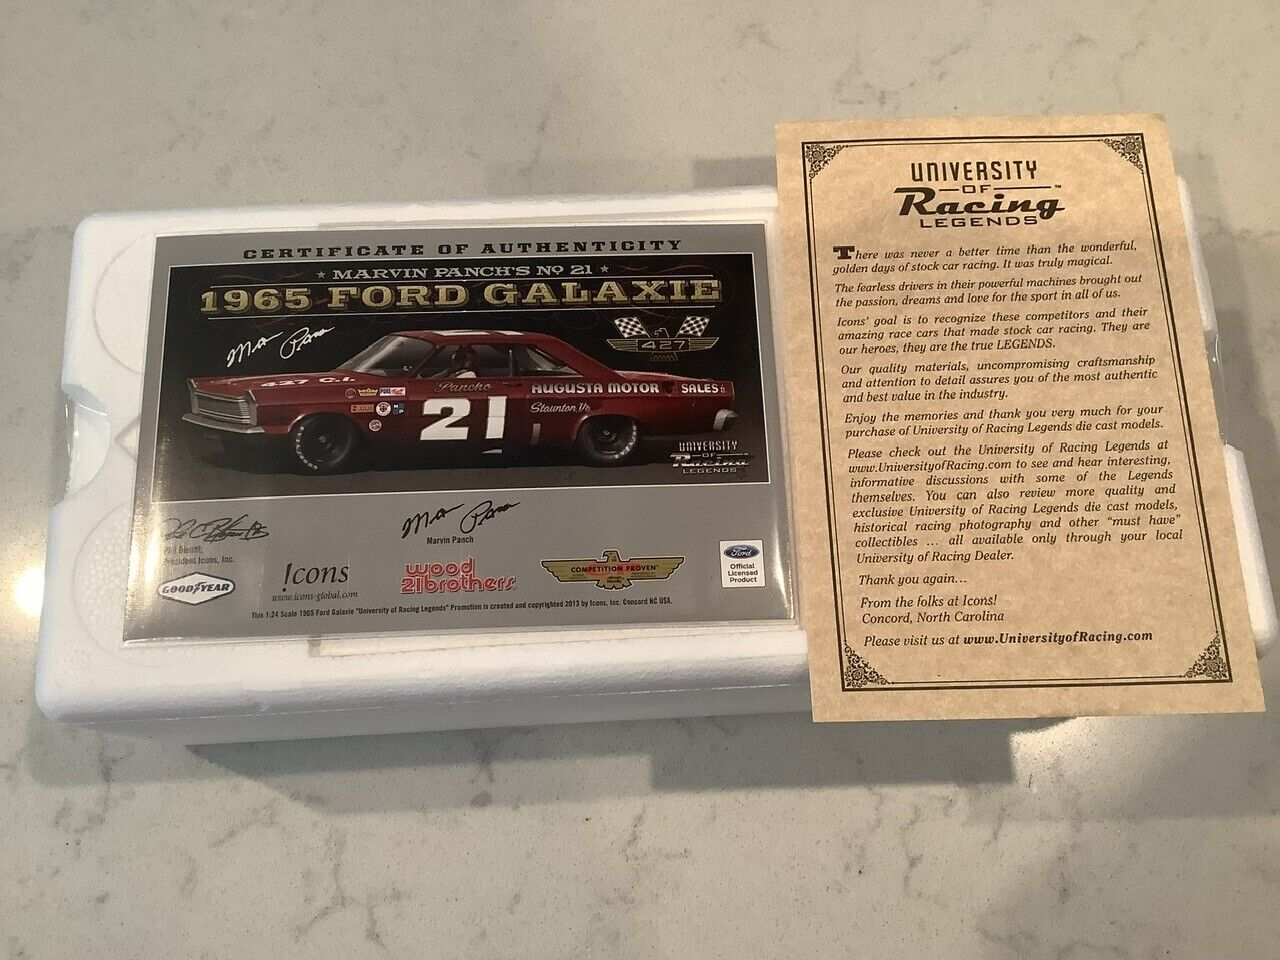 CERTIFICATE OF AUTHENTICITY
MARVIN PANCH'S No 21
1965 FORD GALAXIE
Marvin Panch
427
427 C.I.
Pancho
AUGUSTA MOTOR SALES
21
Staunton, Va.
UNIVERSITY
OF
Racing
LEGENDS
Marvin Panch
Marvin Panch
Phil Blount,
President Icons, Inc.
GOODYEAR
!cons
www.icons-global.com
wood
21brothers
COMPETITION PROVEN
Ford
Official
Licensed
Product
This 1:24 Scale 1965 Ford Galaxie "University of Racing Legends" Promotion is created and copyrighted 2013 by Icons, Inc. Concord NC USA.
UNIVERSITY
OF
Racing™
LEGENDS
There was never a better time than the wonderful,
golden days of stock car racing. It was truly magical.
The fearless drivers in their powerful machines brought out
the passion, dreams and love for the sport in all of us.
Icons' goal is to recognize these competitors and their
amazing race cars that made stock car racing. They are
our heroes, they are the true LEGENDS.
Our quality materials, uncompromising craftsmanship
and attention to detail assures you of the most authentic
and best value in the industry.
Enjoy the memories and thank you very much for your
purchase of University of Racing Legends die cast models.
Please check out the University of Racing Legends at
www.UniversityofRacing.com to see and hear interesting,
informative discussions with some of the Legends
themselves. You can also review more quality and
exclusive University of Racing Legends die cast models,
historical racing photography and other "must have"
collectibles ... all available only through your local
University of Racing Dealer.
Thank you again...
From the folks at Icons!
Concord, North Carolina
Please visit us at www.UniversityofRacing.com